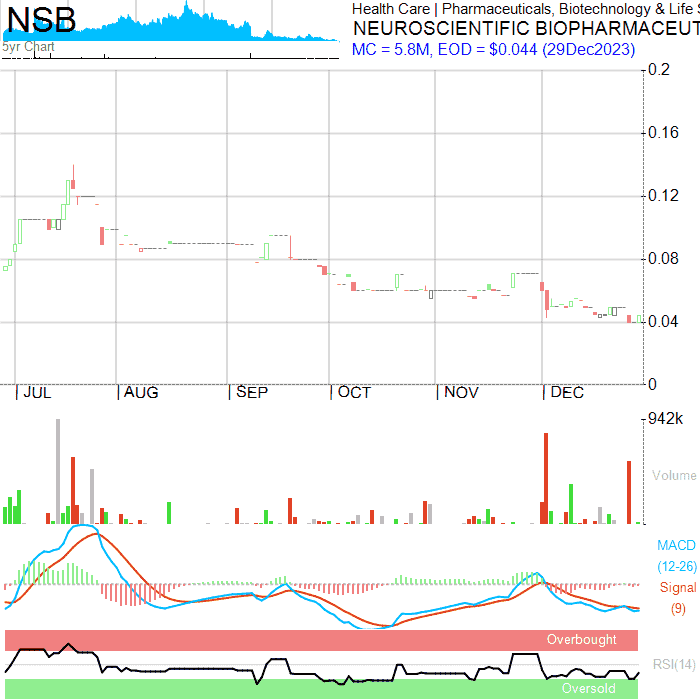 NSB
5yr Chart
Health Care | Pharmaceuticals, Biotechnology & Life
NEUROSCIENTIFIC BIOPHARMACEUT
MC = 5.8M, EOD = $0.044 (29Dec2023)
0.2
0.16
0.12
0.08
0.04
0
JUL AUG SEP OCT NOV DEC
942k
Volume
MACD
(12-26)
Signal
(9)
Overbought
RSI(14)
Oversold